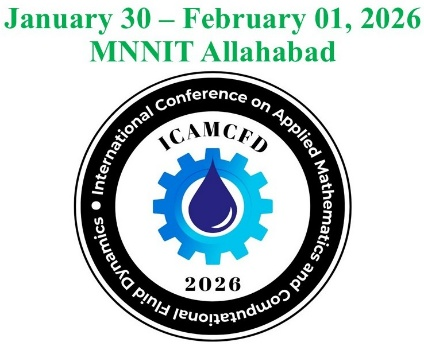 January 30 – February 01, 2026
MNNIT Allahabad
International Conference on Applied Mathematics and Computational Fluid Dynamics •
ICAMCFD
2026